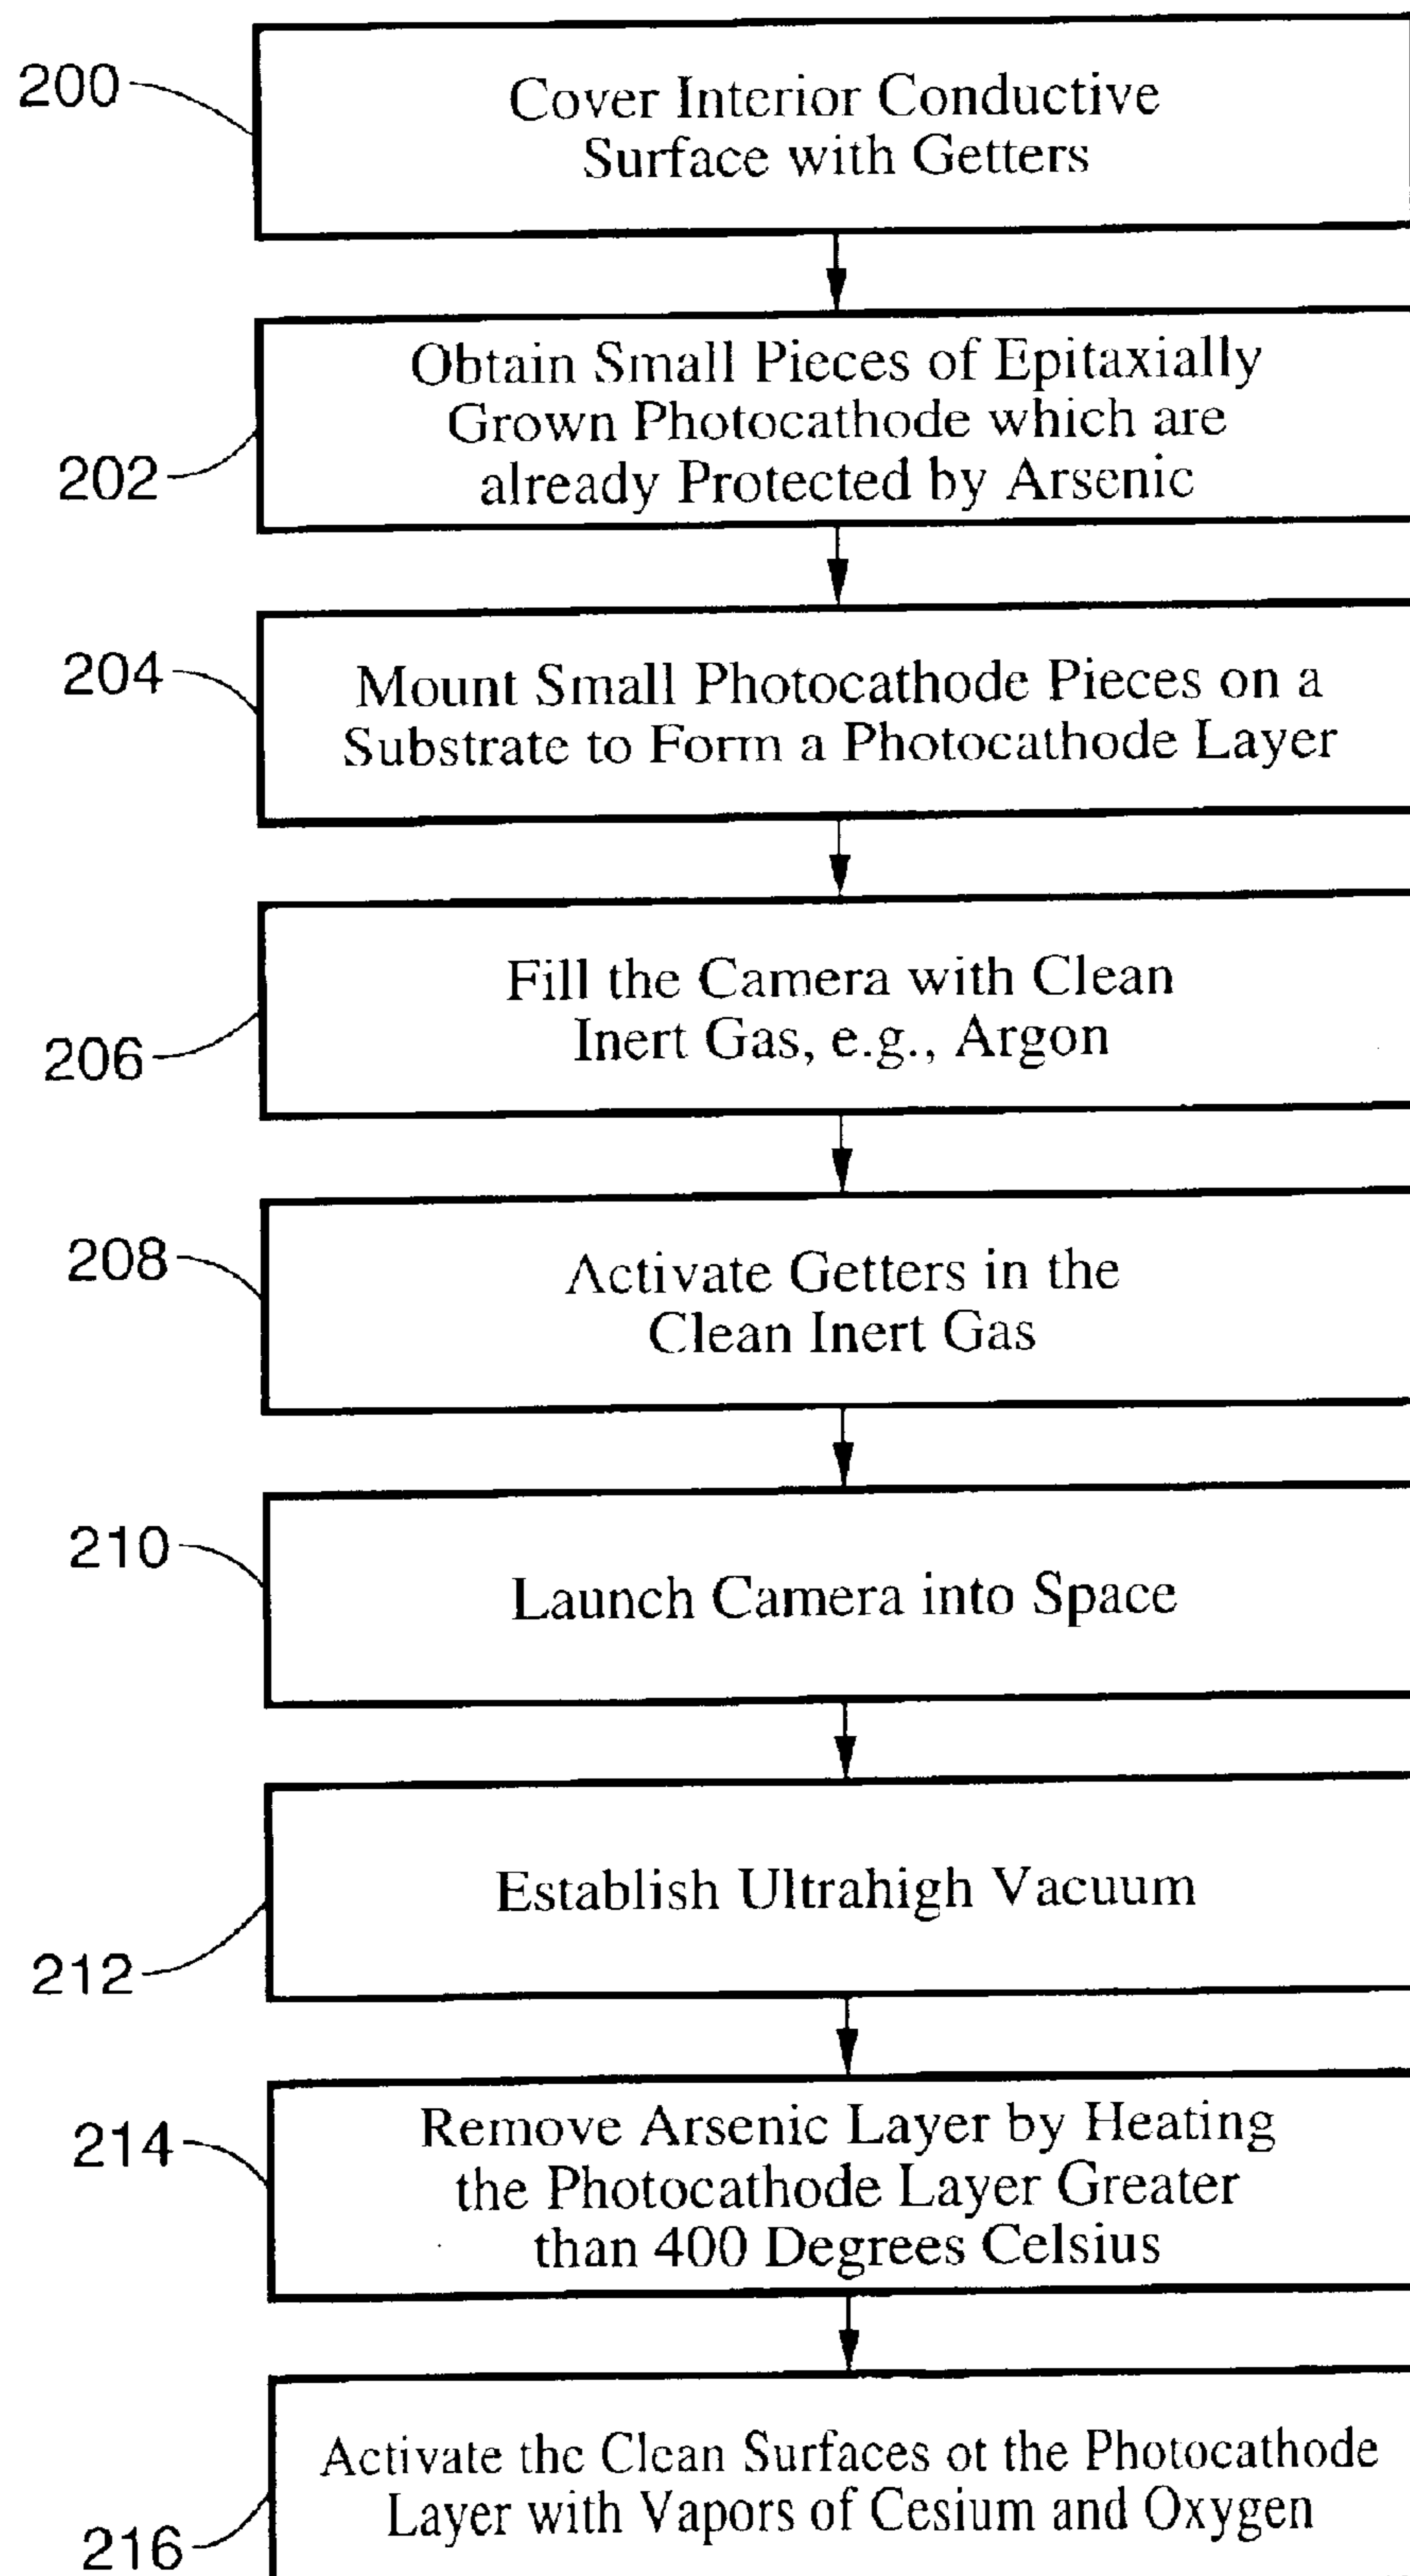 200
Cover Interior Conductive
Surface with Getters
202
Obtain Small Pieces of Epitaxially
Grown Photocathode which are
already Protected by Arsenic
204
Mount Small Photocathode Pieces on a
Substrate to Form a Photocathode Layer
206
Fill the Camera with Clean
Inert Gas, e.g., Argon
208
Activate Getters in the
Clean Inert Gas
210
Launch Camera into Space
212
Establish Ultrahigh Vacuum
214
Remove Arsenic Layer by Heating
the Photocathode Layer Greater
than 400 Degrees Celsius
216
Activate the Clean Surfaces of the Photocathode
Layer with Vapors of Cesium and Oxygen